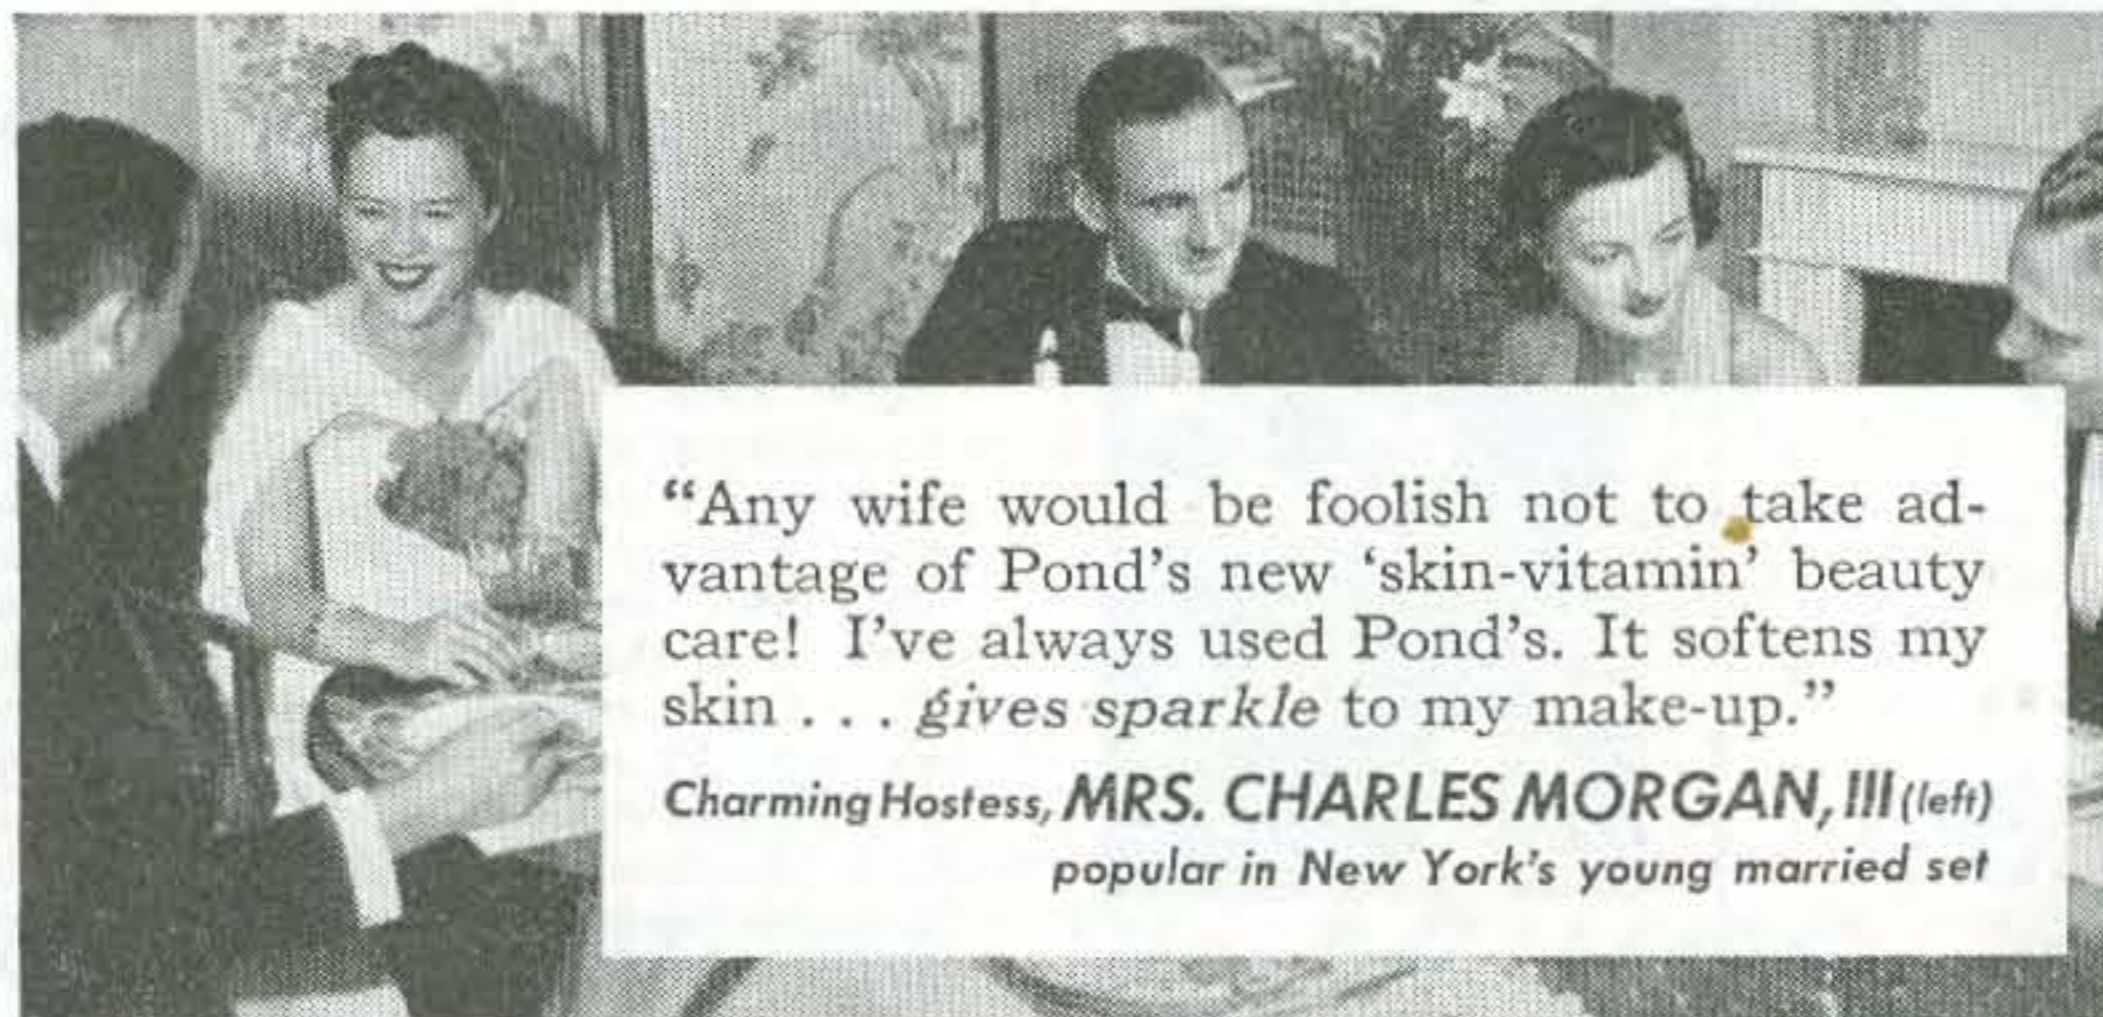 “Any wife would be foolish not to take ad-
vantage of Pond’s new ‘skin-vitamin’ beauty
care! I’ve always used Pond’s. It softens my
skin . . . gives sparkle to my make-up.”
Charming Hostess, MRS. CHARLES MORGAN, III (left)
popular in New York’s young married set